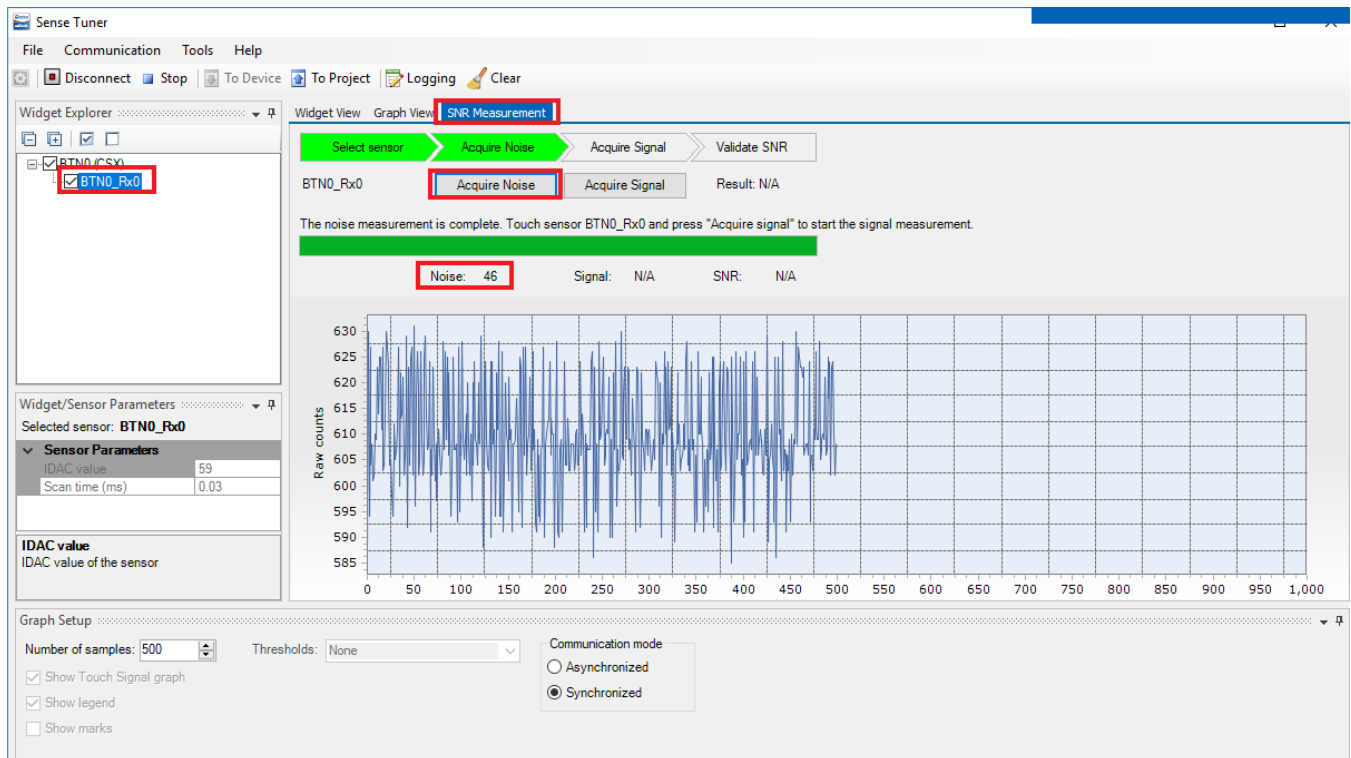 Sense Tuner
File Communication Tools Help
Disconnect Stop To Device To Project Logging Clear
Widget Explorer
BTN0 (CSX)
BTN0_Rx0
Widget View Graph View SNR Measurement
Select sensor Acquire Noise Acquire Signal Validate SNR
BTN0_Rx0 Acquire Noise Acquire Signal Result: N/A
The noise measurement is complete. Touch sensor BTN0_Rx0 and press "Acquire signal" to start the signal measurement.
Noise: 46 Signal: N/A SNR: N/A
Raw counts
630
625
620
615
610
605
600
595
590
585
0 50 100 150 200 250 300 350 400 450 500 550 600 650 700 750 800 850 900 950 1,000
Widget/Sensor Parameters
Selected sensor: BTN0_Rx0
Sensor Parameters
IDAC value 59
Scan time (ms) 0.03
IDAC value
IDAC value of the sensor
Graph Setup
Number of samples: 500 Thresholds: None
Show Touch Signal graph
Show legend
Show marks
Communication mode
Asynchronized
Synchronized